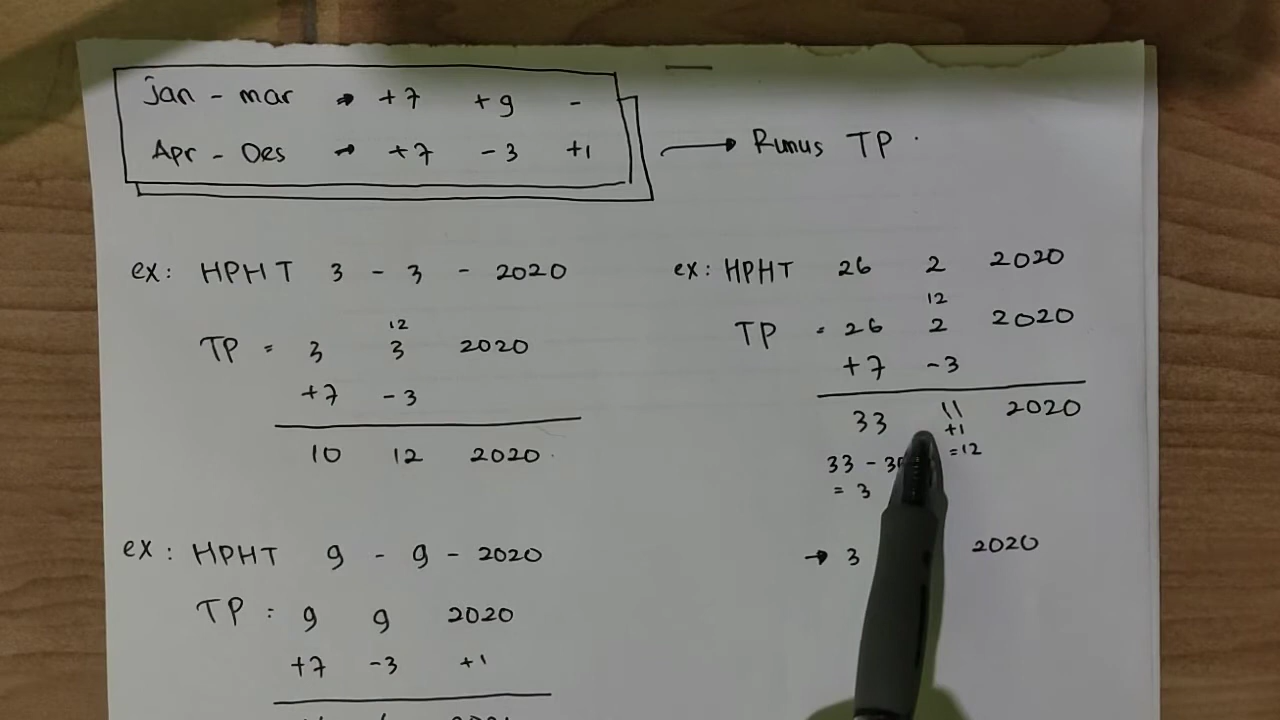 Jan - mar → +7 +9 -
Apr - Des → +7 -3 +1
→ Rumus TP.
ex: HPHT 3 - 3 - 2020
12
TP = 3 3 2020
+7 -3
10 12 2020.
ex: HPHT 9 - 9 - 2020
TP : 9 9 2020
+7 -3 +1
ex: HPHT 26 2 2020
12
TP = 26 2 2020
+7 -3
33 11 2020
+1
33 - 30 = 12
= 3
→ 3 2020